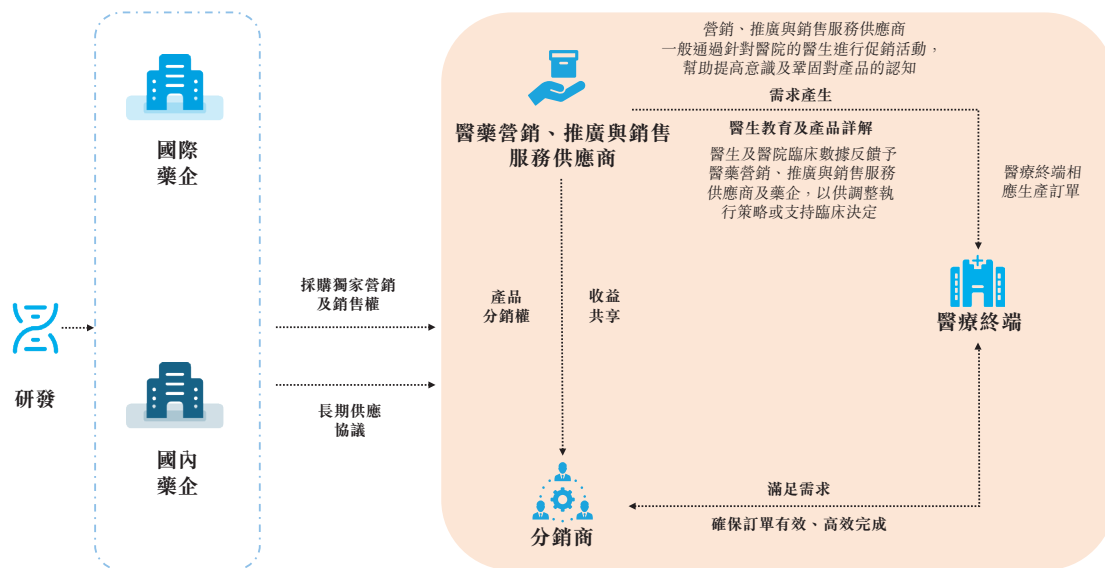 研發
國際
藥企
國內
藥企
採購獨家營銷
及銷售權
長期供應
協議
醫藥營銷、推廣與銷售
服務供應商
營銷、推廣與銷售服務供應商
一般通過針對醫院的醫生進行促銷活動，
幫助提高意識及鞏固對產品的認知
需求產生
醫生教育及產品詳解
醫生及醫院臨床數據反饋予
醫藥營銷、推廣與銷售服務
供應商及藥企，以供調整執
行策略或支持臨床決定
醫療終端相
應生產訂單
產品
分銷權
收益
共享
醫療終端
分銷商
滿足需求
確保訂單有效、高效完成